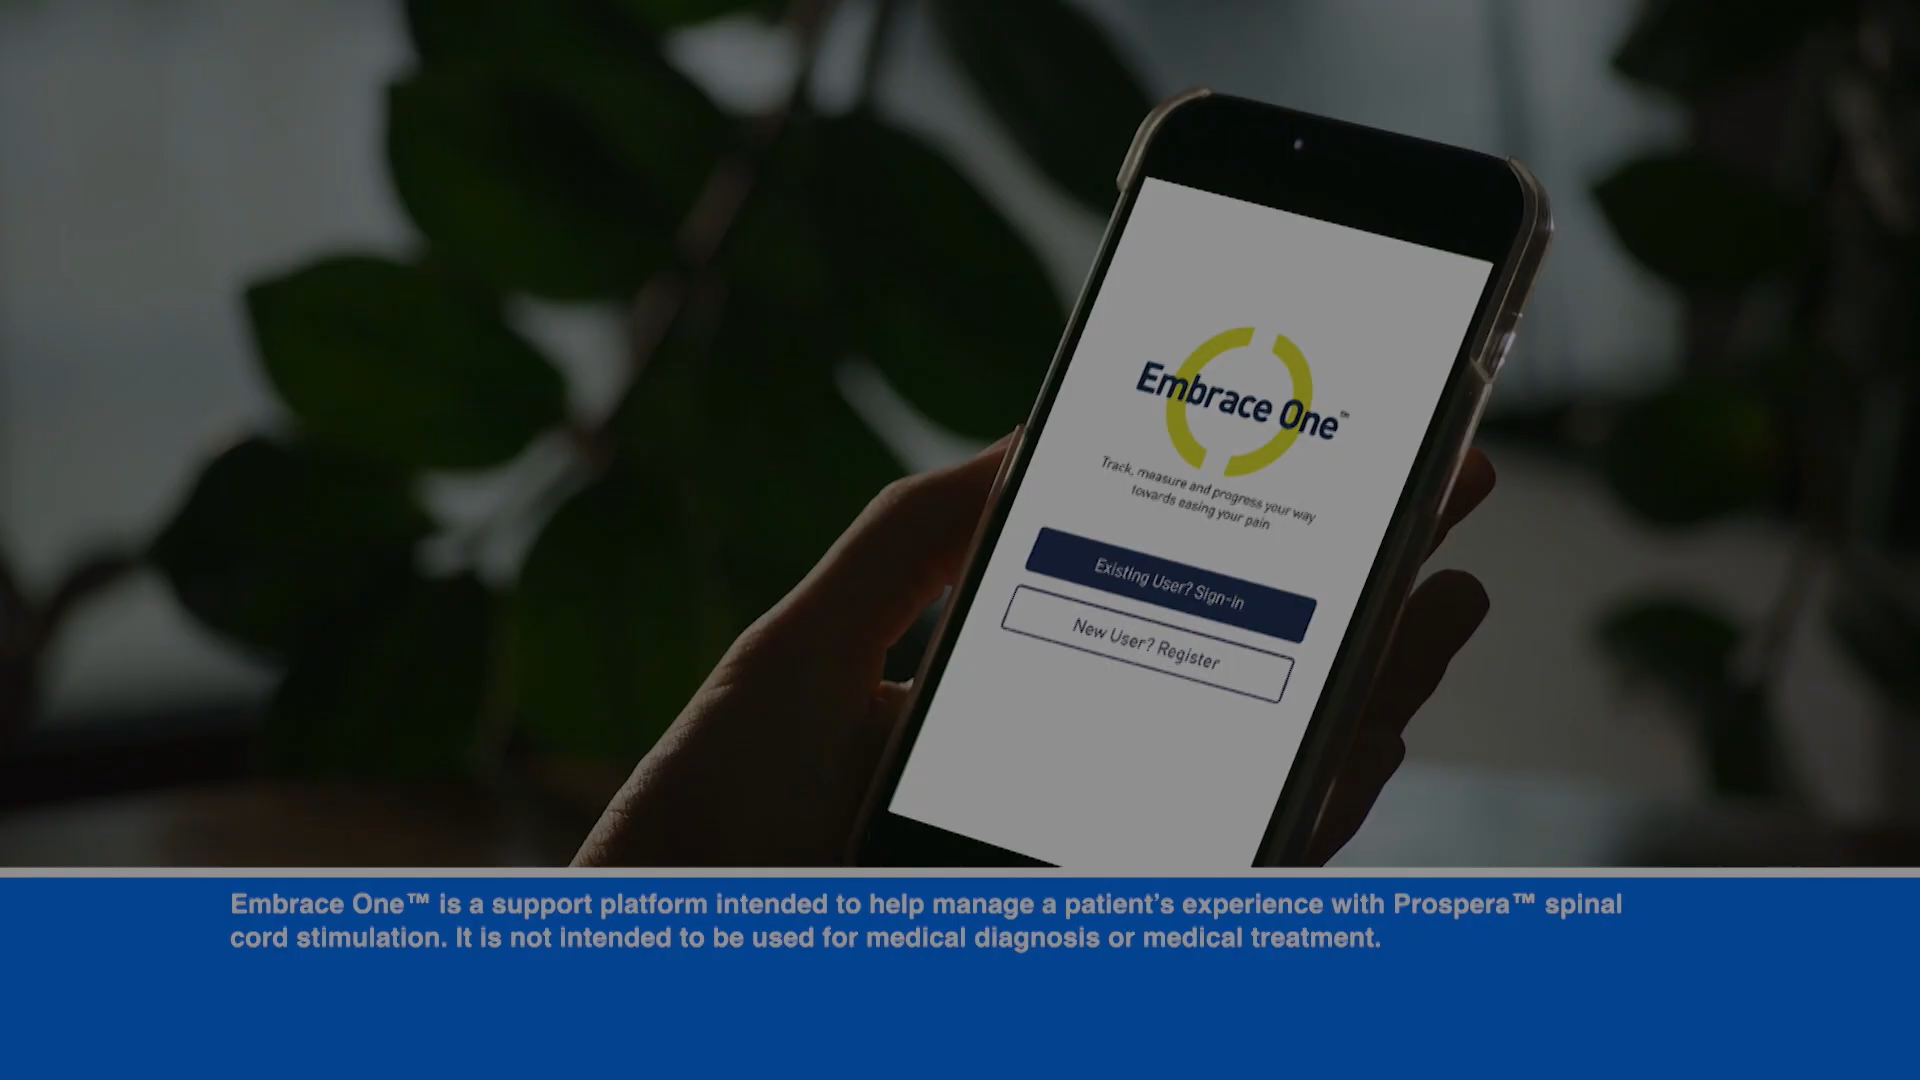 Embrace One™
Track, measure and progress your way
towards easing your pain
Existing User? Sign-in
New User? Register
Embrace One™ is a support platform intended to help manage a patient’s experience with Prospera™ spinal
cord stimulation. It is not intended to be used for medical diagnosis or medical treatment.